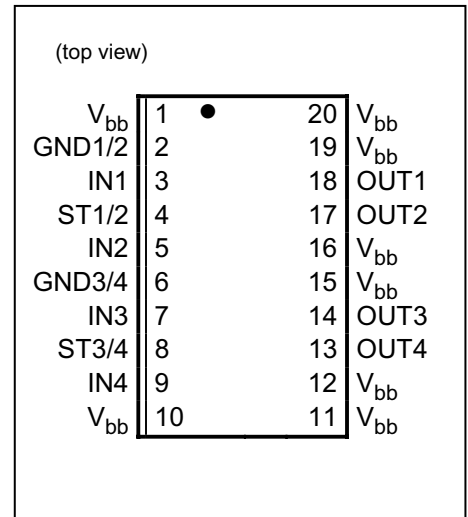 (top view)
Vbb 1 20 Vbb
GND1/2 2 19 Vbb
IN1 3 18 OUT1
ST1/2 4 17 OUT2
IN2 5 16 Vbb
GND3/4 6 15 Vbb
IN3 7 14 OUT3
ST3/4 8 13 OUT4
IN4 9 12 Vbb
Vbb 10 11 Vbb